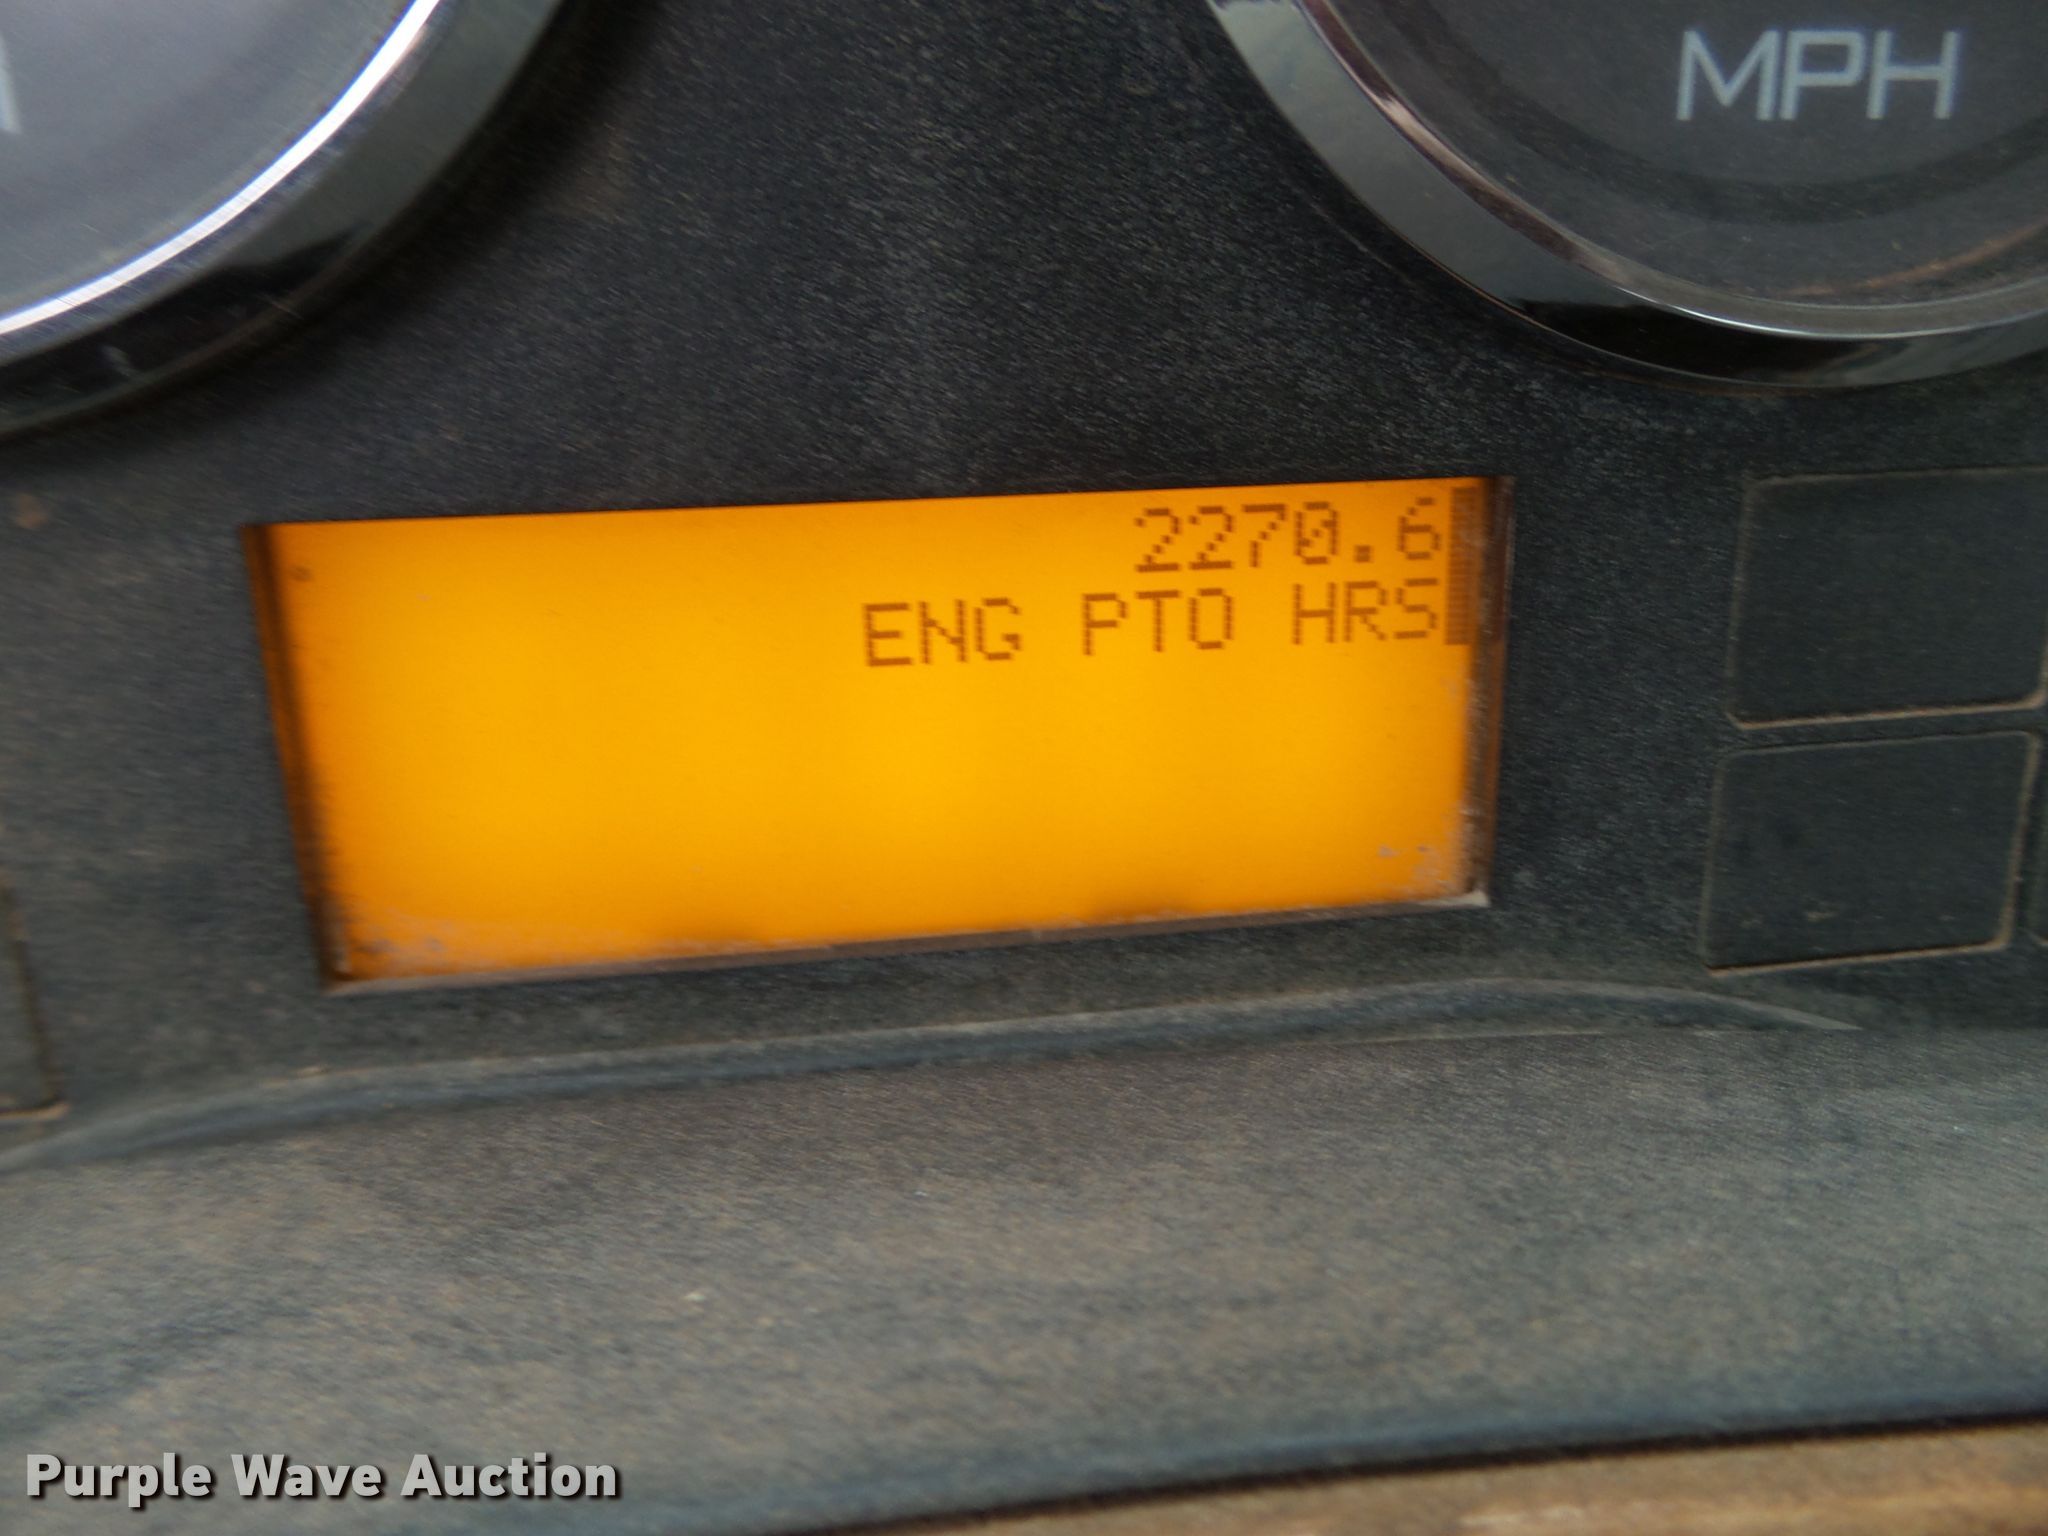 MPH
2270.6
ENG PTO HRS
Purple Wave Auction